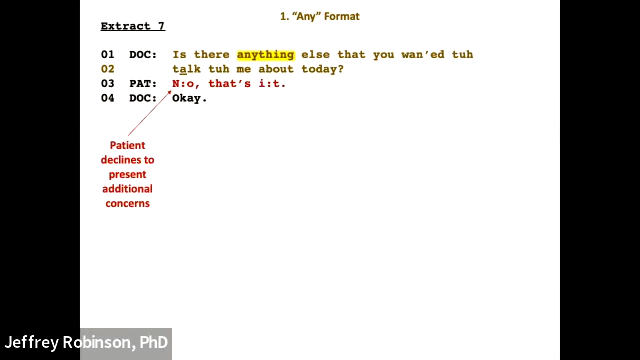 1. “Any” Format
Extract 7
01 DOC: Is there anything else that you wan’ed tuh
02 talk tuh me about today?
03 PAT: N:o, that’s i:t.
04 DOC: Okay.
Patient
declines to
present
additional
concerns
Jeffrey Robinson, PhD